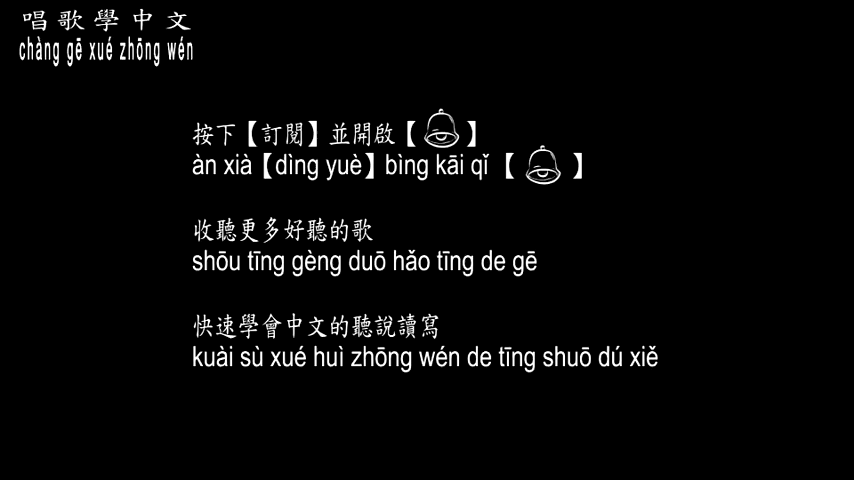 唱歌學中文
chàng gē xué zhōng wén
按下【訂閱】並開啟【】
àn xià【dìng yuè】bìng kāi qǐ【】
收聽更多好聽的歌
shōu tīng gèng duō hǎo tīng de gē
快速學會中文的聽說讀寫
kuài sù xué huì zhōng wén de tīng shuō dú xiě